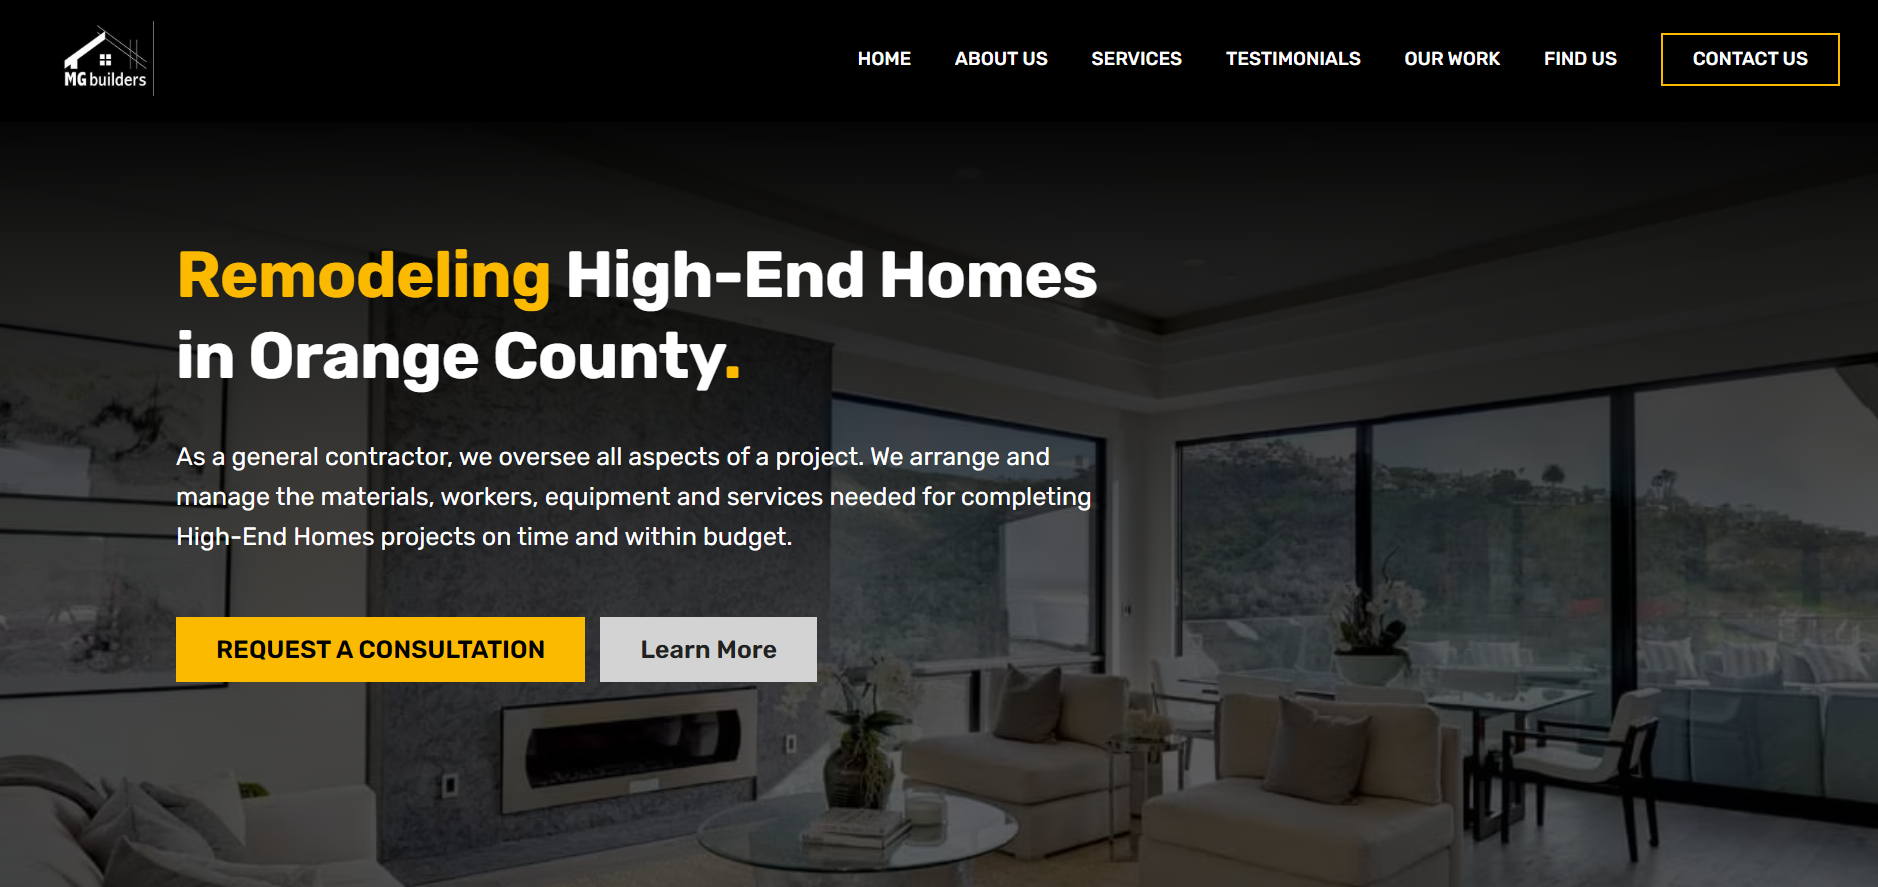 MG builders
HOME
ABOUT US
SERVICES
TESTIMONIALS
OUR WORK
FIND US
CONTACT US
Remodeling High-End Homes
in Orange County.
As a general contractor, we oversee all aspects of a project. We arrange and
manage the materials, workers, equipment and services needed for completing
High-End Homes projects on time and within budget.
REQUEST A CONSULTATION
Learn More